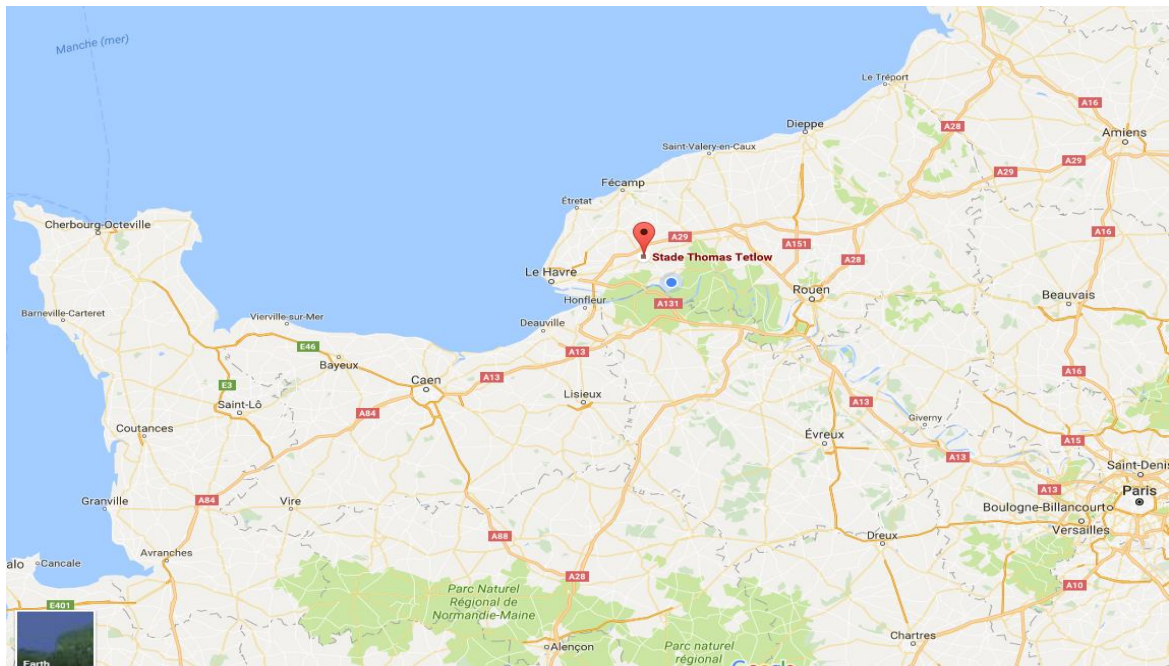 Manche (mer)
Le Tréport
A16
Dieppe
A28
Amiens
Saint-Valery-en-Caux
A29
A29
Fécamp
Étretat
Cherbourg-Octeville
A16
A29
A151
Stade Thomas Tetlow
A28
Le Havre
Rouen
Beauvais
Honfleur
A131
Barneville-Carteret
Vierville-sur-Mer
Deauville
E46
A13
Bayeux
A16
A13
E3
Caen
Lisieux
A13
Saint-Lô
A84
Giverny
Coutances
Évreux
A15
A13
Saint-Denis
A13
Paris
Granville
A84
Vire
Boulogne-Billancourt
Versailles
A88
Dreux
Avranches
alo
Cancale
A28
Parc Naturel
Régional de
Normandie-Maine
A10
E401
Chartres
Alençon
Parc naturel
régional
Google
Earth